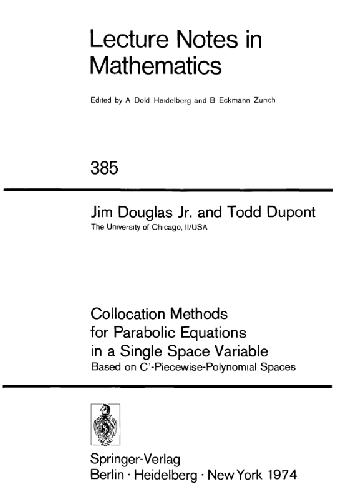 Lecture Notes in
Mathematics
Edited by A Dold Heidelberg and B Eckmann Zurich
385
Jim Douglas Jr. and Todd Dupont
The University of Chicago, Il/USA
Collocation Methods
for Parabolic Equations
in a Single Space Variable
Based on C¹-Piecewise-Polynomial Spaces
Springer-Verlag
Berlin · Heidelberg · New York 1974